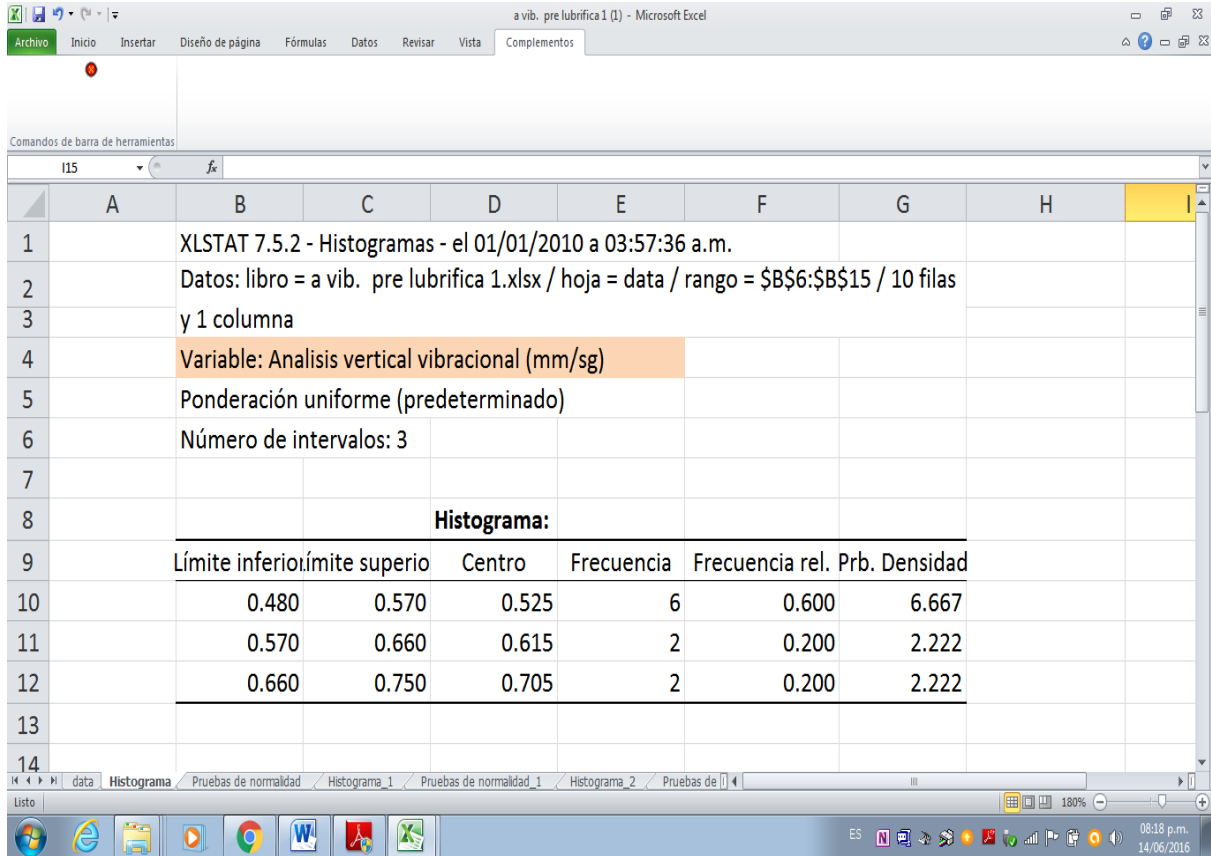 a vib. pre lubrifica 1 (1) - Microsoft Excel
Archivo Inicio Insertar Diseño de página Fórmulas Datos Revisar Vista Complementos
Comandos de barra de herramientas
I15 fx
A B C D E F G H I
1 XLSTAT 7.5.2 - Histogramas - el 01/01/2010 a 03:57:36 a.m.
2 Datos: libro = a vib. pre lubrifica 1.xlsx / hoja = data / rango = $B$6:$B$15 / 10 filas
3 y 1 columna
4 Variable: Analisis vertical vibracional (mm/sg)
5 Ponderación uniforme (predeterminado)
6 Número de intervalos: 3
7
8 Histograma:
9 Límite inferior ímite superio Centro Frecuencia Frecuencia rel. Prb. Densidad
10 0.480 0.570 0.525 6 0.600 6.667
11 0.570 0.660 0.615 2 0.200 2.222
12 0.660 0.750 0.705 2 0.200 2.222
13
14
data Histograma Pruebas de normalidad Histograma_1 Pruebas de normalidad_1 Histograma_2 Pruebas de
Listo 180%
ES 08:18 p.m.
14/06/2016